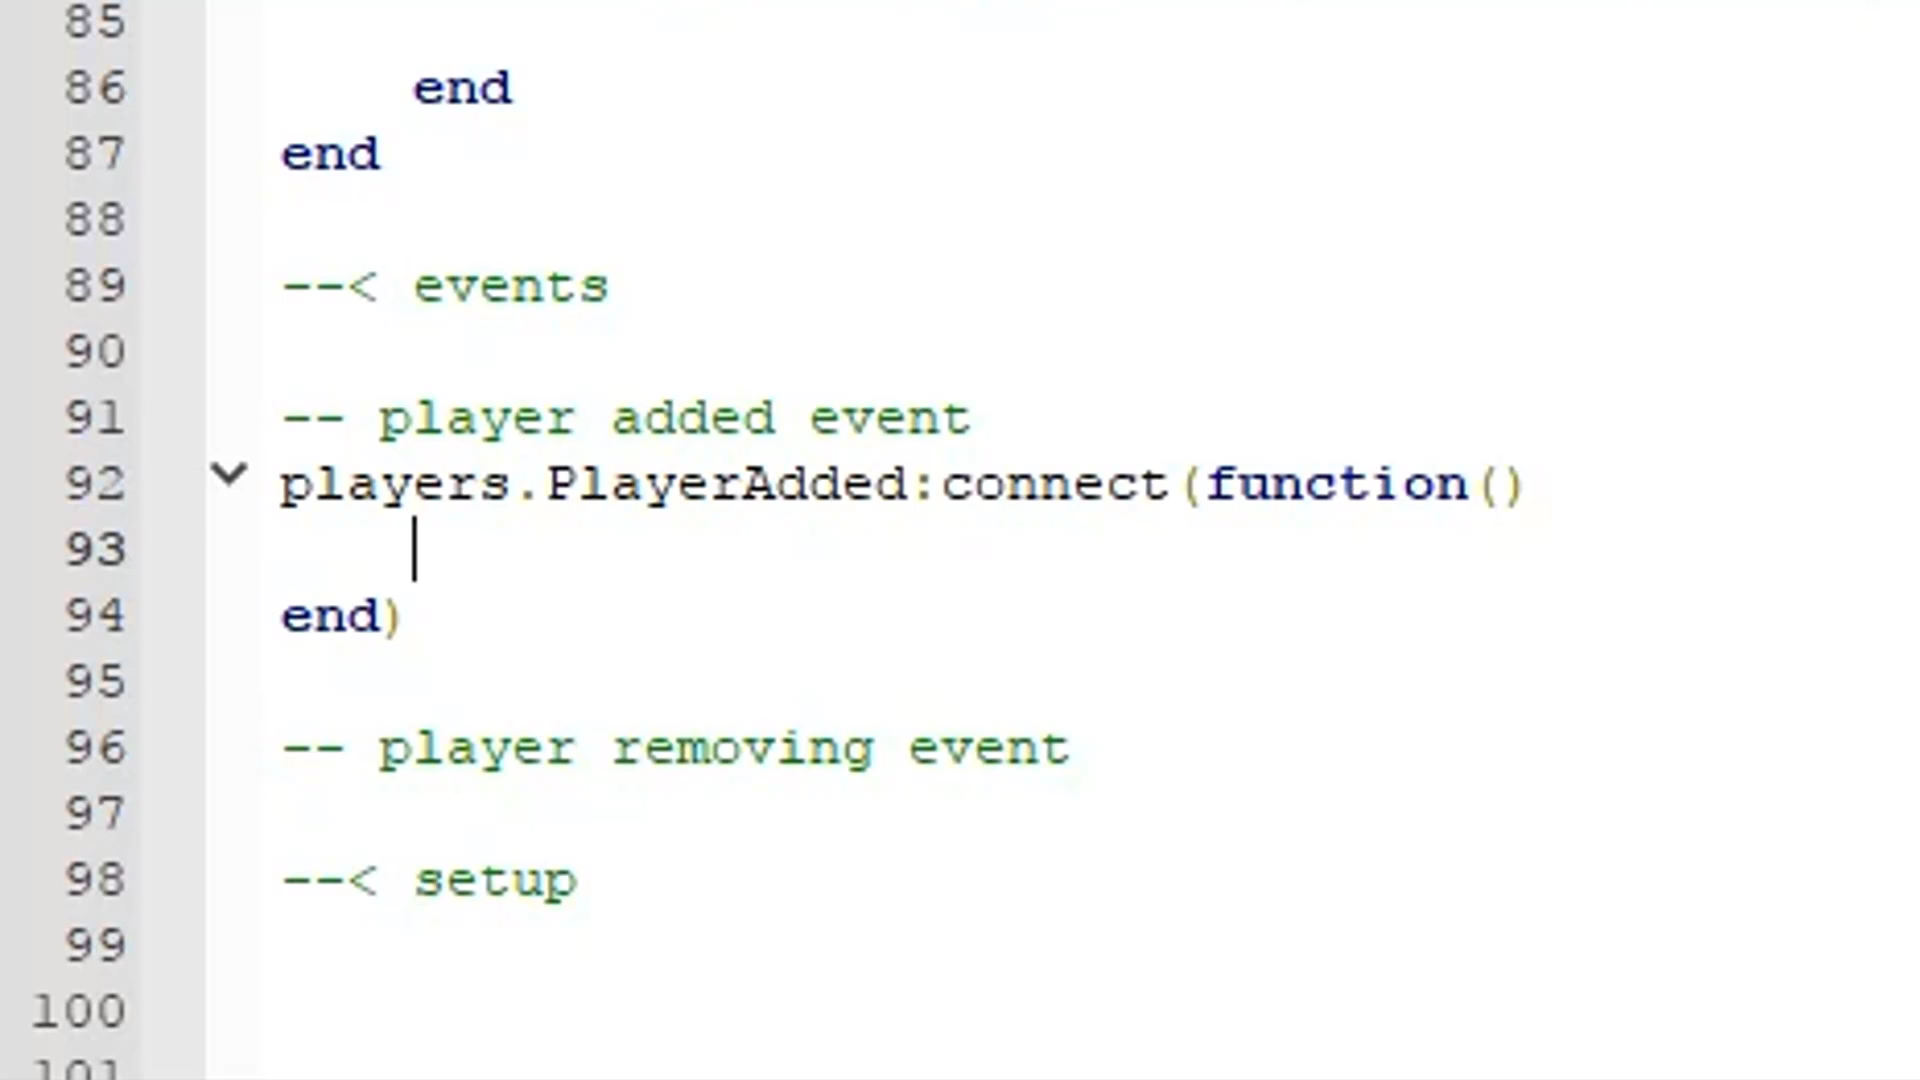 85
86 end
87 end
88
89 --< events
90
91 -- player added event
92 players.PlayerAdded:connect(function()
93
94 end)
95
96 -- player removing event
97
98 --< setup
99
100
101